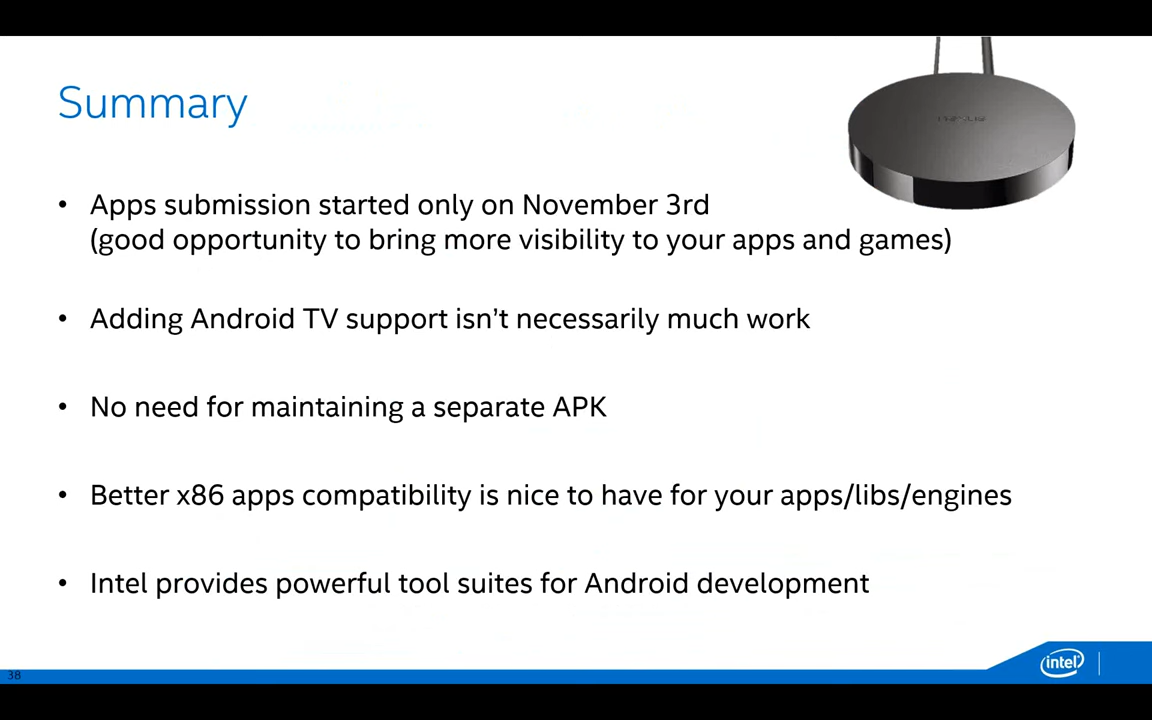 Summary
• Apps submission started only on November 3rd
(good opportunity to bring more visibility to your apps and games)
• Adding Android TV support isn’t necessarily much work
• No need for maintaining a separate APK
• Better x86 apps compatibility is nice to have for your apps/libs/engines
• Intel provides powerful tool suites for Android development
38
intel